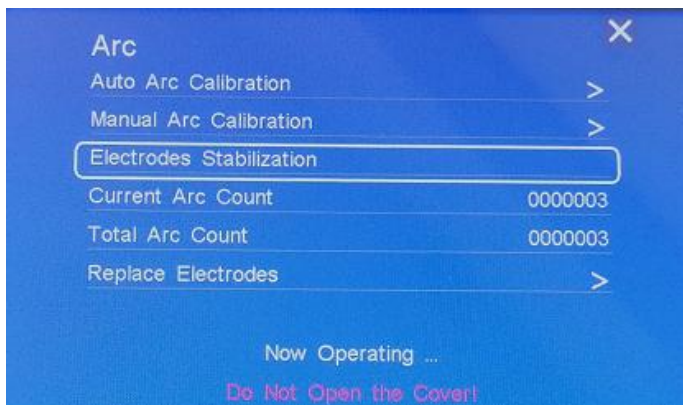 Arc
Auto Arc Calibration >
Manual Arc Calibration >
Electrodes Stabilization
Current Arc Count 0000003
Total Arc Count 0000003
Replace Electrodes >
Now Operating ...
Do Not Open the Cover!